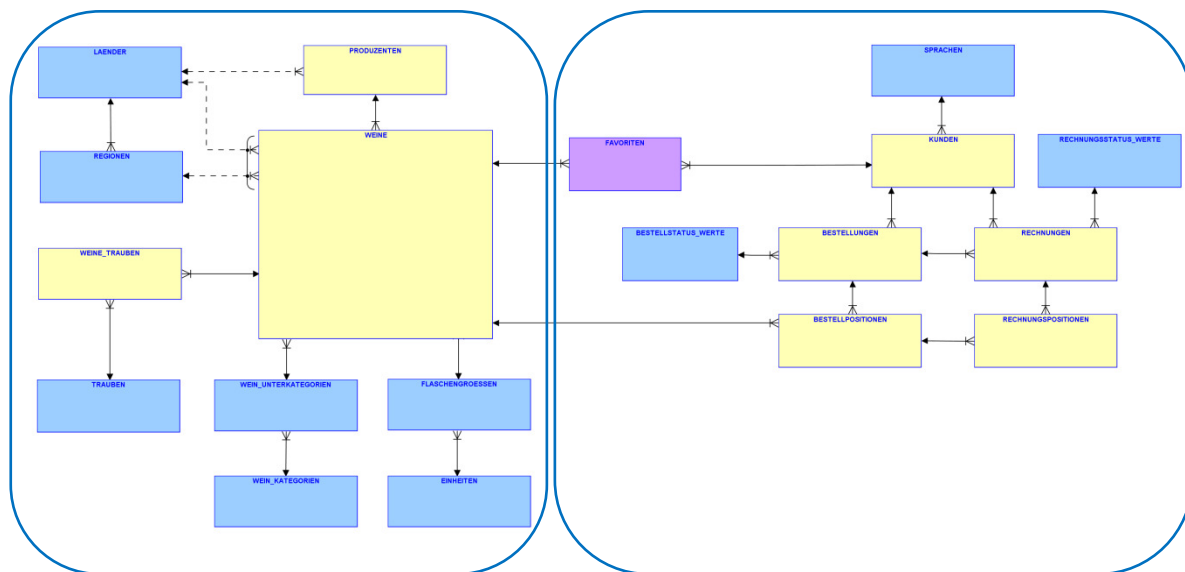 LAENDER
PRODUZENTEN
SPRACHEN
WEINE
FAVORITEN
KUNDEN
RECHNUNGSSTATUS_WERTE
REGIONEN
WEINE_TRAUBEN
BESTELLSTATUS_WERTE
BESTELLUNGEN
RECHNUNGEN
BESTELLPOSITIONEN
RECHNUNGSPOSITIONEN
TRAUBEN
WEIN_UNTERKATEGORIEN
FLASCHENGROESSEN
WEIN_KATEGORIEN
EINHEITEN